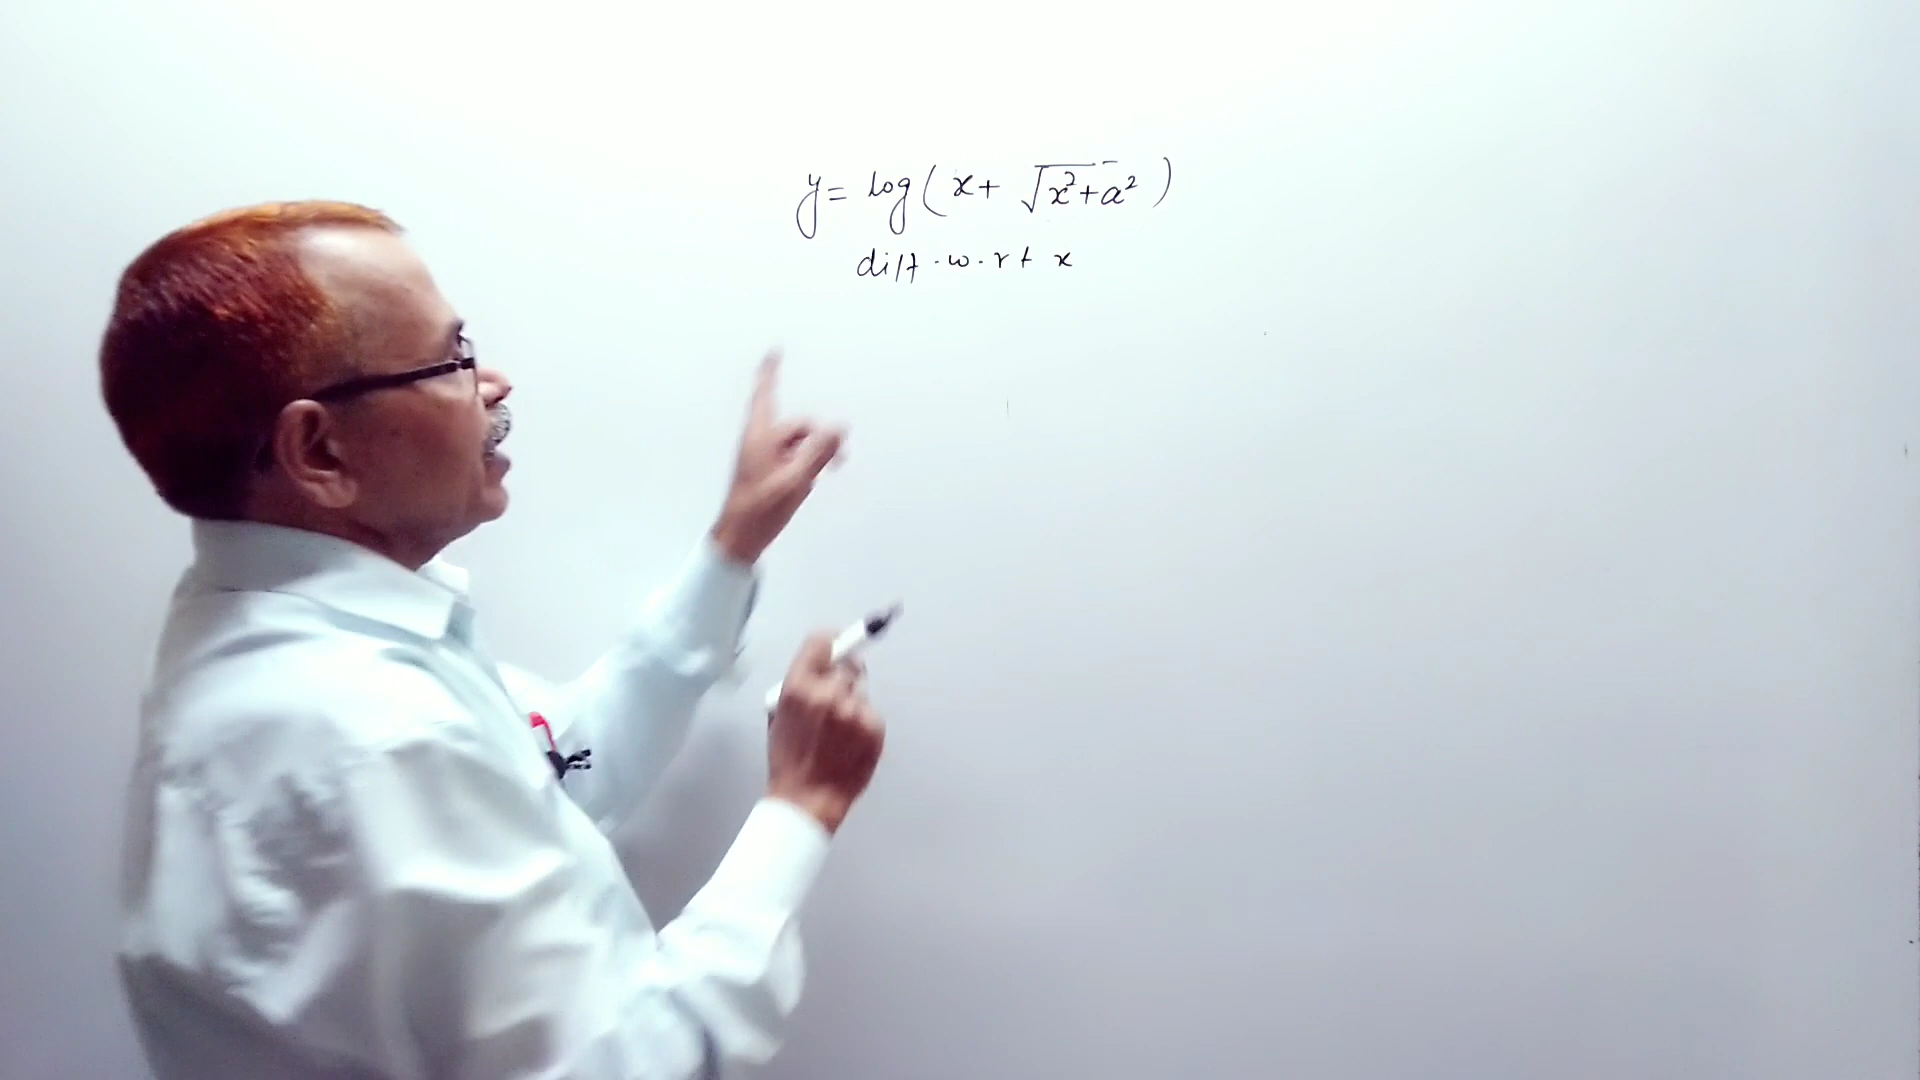 y = log( x + √x²+a² )
diff . w . r t x